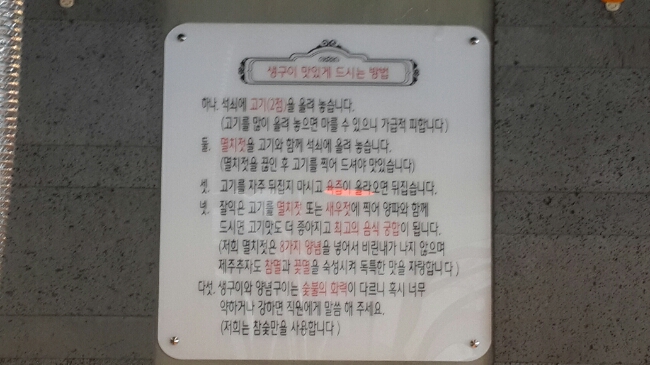 생구이 맛있게 드시는 방법
하나. 석쇠에 고기(2점)을 올려 놓습니다.
(고기를 많이 올려 놓으면 마를 수 있으니 가급적 피합니다)
둘. 멸치젓을 고기와 함께 석쇠에 올려 놓습니다.
(멸치젓을 끓인 후 고기를 찍어 드셔야 맛있습니다)
셋. 고기를 자주 뒤집지 마시고 육즙이 올라오면 뒤집습니다.
넷. 잘익은 고기를 멸치젓 또는 새우젓에 찍어 양파와 함께
드시면 고기맛도 더 좋아지고 최고의 음식 궁합이 됩니다.
(저희 멸치젓은 8가지 양념을 넣어서 비린내가 나지 않으며
제주추자도 참멸과 꽃멸을 숙성시켜 독특한 맛을 자랑합니다)
다섯. 생구이와 양념구이는 숯불의 화력이 다르니 혹시 너무
약하거나 강하면 직원에게 말씀 해 주세요.
(저희는 참숯만을 사용합니다)